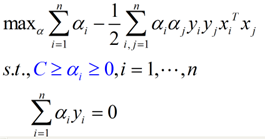 max_α ∑_{i=1}^{n} α_i − 1/2 ∑_{i,j=1}^{n} α_i α_j y_i y_j x_i^T x_j
s.t., C ≥ α_i ≥ 0, i = 1, ⋯, n
∑_{i=1}^{n} α_i y_i = 0